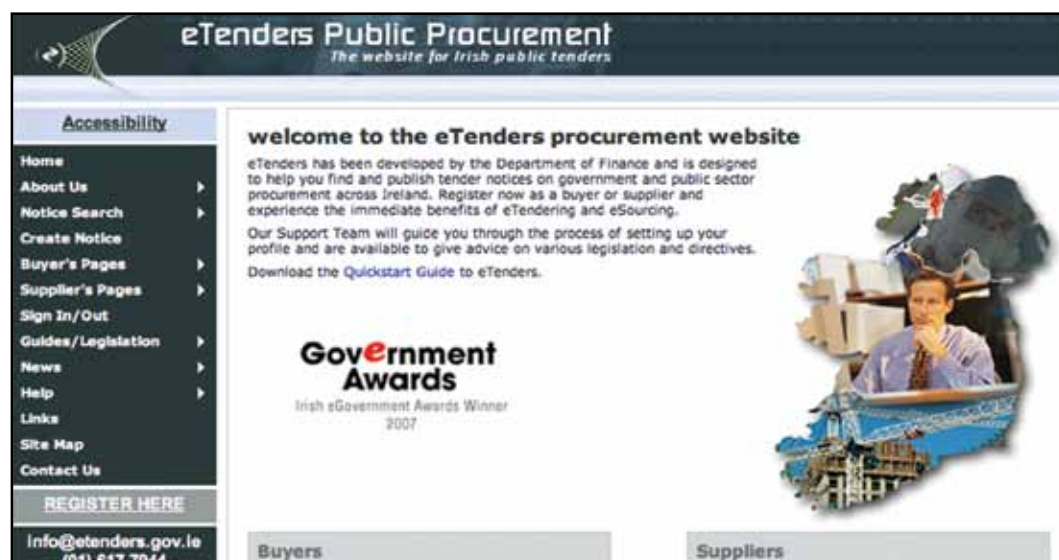 eTenders Public Procurement
The website for Irish public tenders
Accessibility
Home
About Us
Notice Search
Create Notice
Buyer's Pages
Supplier's Pages
Sign In/Out
Guides/Legislation
News
Help
Links
Site Map
Contact Us
REGISTER HERE
info@etenders.gov.ie
(01) 617 7944
welcome to the eTenders procurement website
eTenders has been developed by the Department of Finance and is designed
to help you find and publish tender notices on government and public sector
procurement across Ireland. Register now as a buyer or supplier and
experience the immediate benefits of eTendering and eSourcing.
Our Support Team will guide you through the process of setting up your
profile and are available to give advice on various legislation and directives.
Download the Quickstart Guide to eTenders.
Government
Awards
Irish eGovernment Awards Winner
2007
Buyers
Suppliers